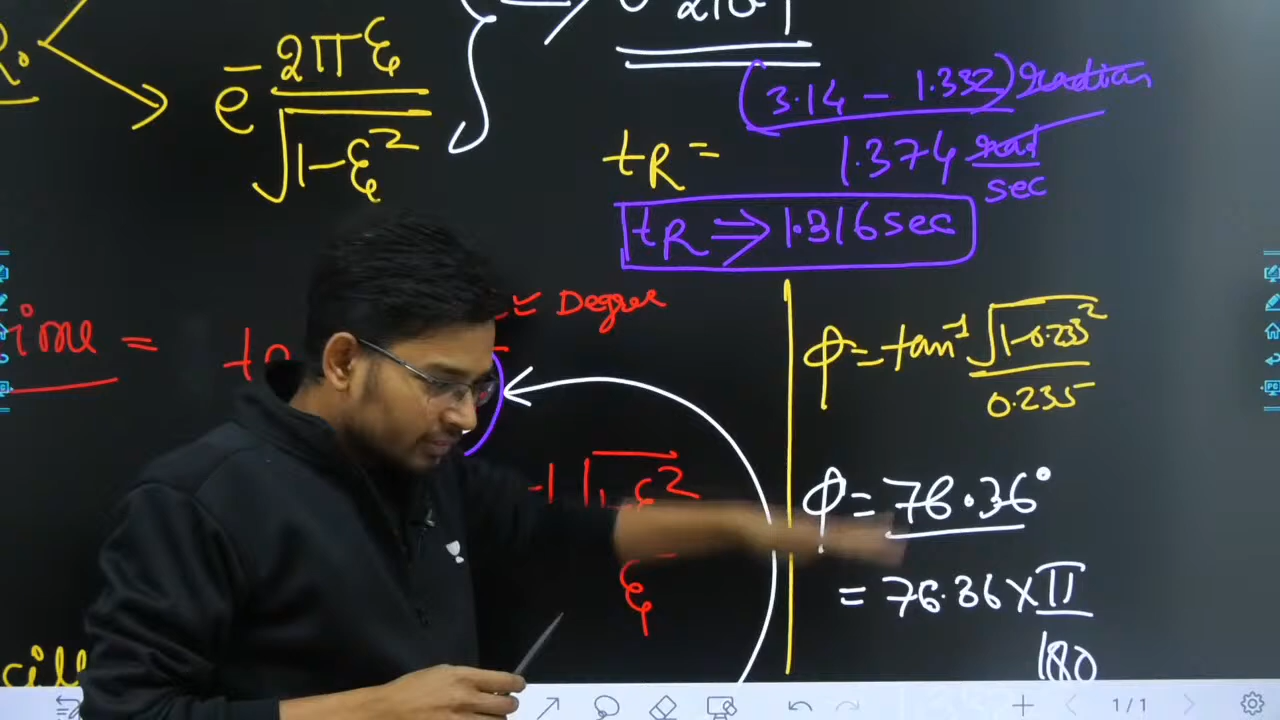 e^-2πξ/√1-ξ²
tR = (3.14 - 1.332) radian
1.374 rad
sec
tR ⇒ 1.316 sec
Degree
ime =
φ = tan⁻¹ √1-0.235²
0.235
φ = 76.36°
ξ
= 76.36 × π
180
1/1